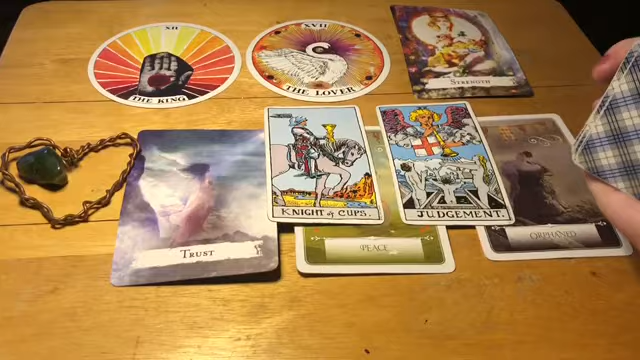 XII
THE KING
XVII
THE LOVER
STRENGTH
KNIGHT of CUPS.
JUDGEMENT.
TRUST
PEACE
ORPHANED